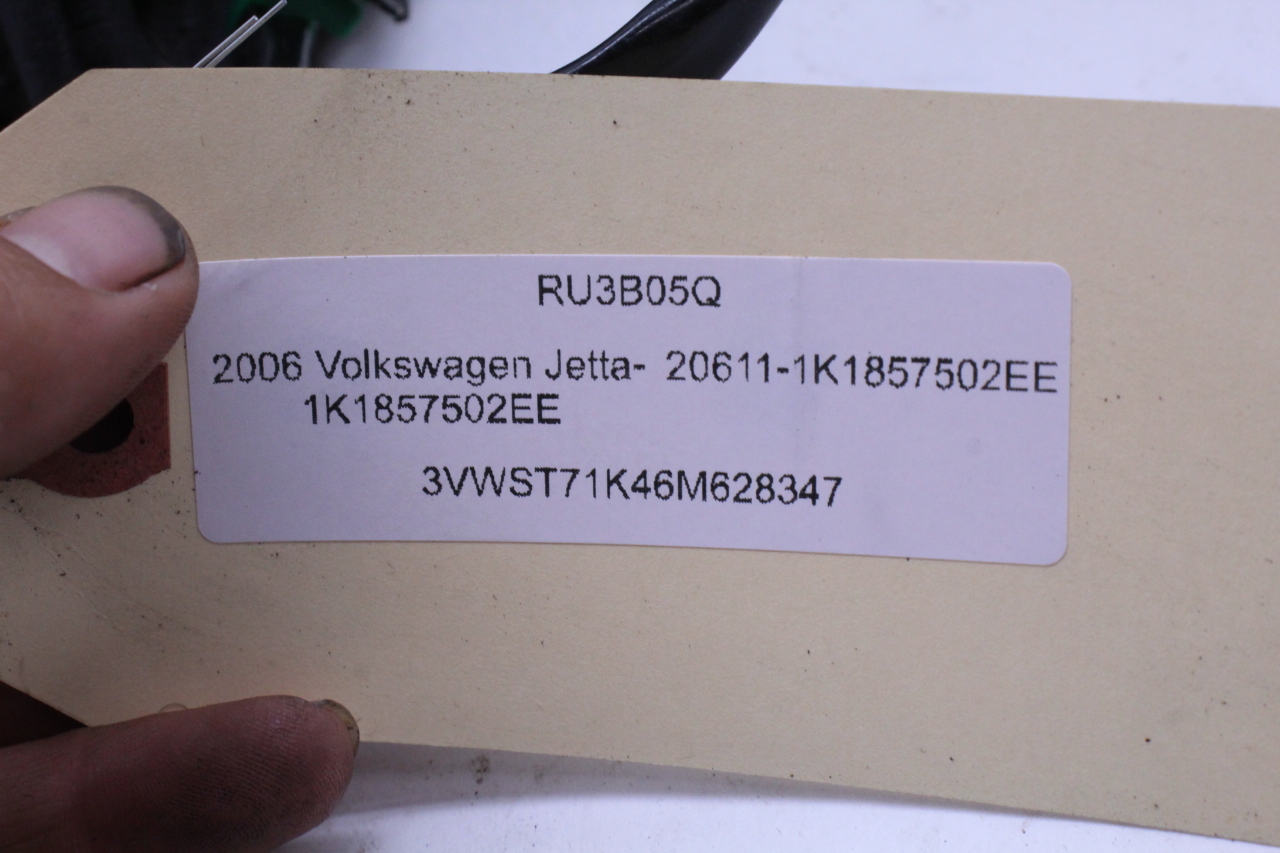 RU3B05Q
2006 Volkswagen Jetta- 20611-1K1857502EE
1K1857502EE
3VWST71K46M628347